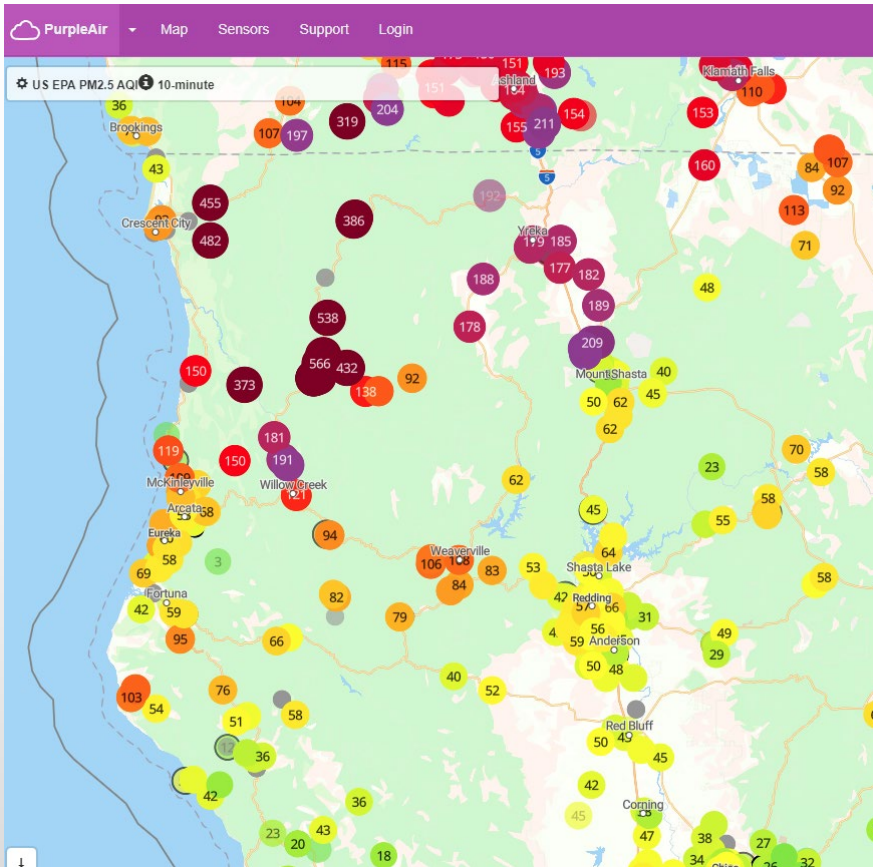 PurpleAir Map Sensors Support Login
115 151 193
US EPA PM2.5 AQI 10-minute
151 194 Klamath Falls
110
36 104 204
319 153
Brookings 107 197 155 211 154
5
84 107
43 160
5
92
455 192
113
Crescent City 386
482 Yreka 185 71
177 182
188 48
189
538 178
209
566 432
150 Mount Shasta 40
373 138 92
50 62 45
62
181
119 70
150 191 23 58
McKinleyville Willow Creek 62
121 58
Arcata 68 45
55
Eureka 94
64
58 3 106 Weaverville 53
69 83 Shasta Lake
84 58
Fortuna 82 42 Redding
42 59 79 57 66 31
56 49
95 66 59 Anderson
29
50 48
40
103 76 52
54 51 58
Red Bluff
50 49
36 45
42
42 36
Corning
45
23 43 47 38
20 27
18 34 32